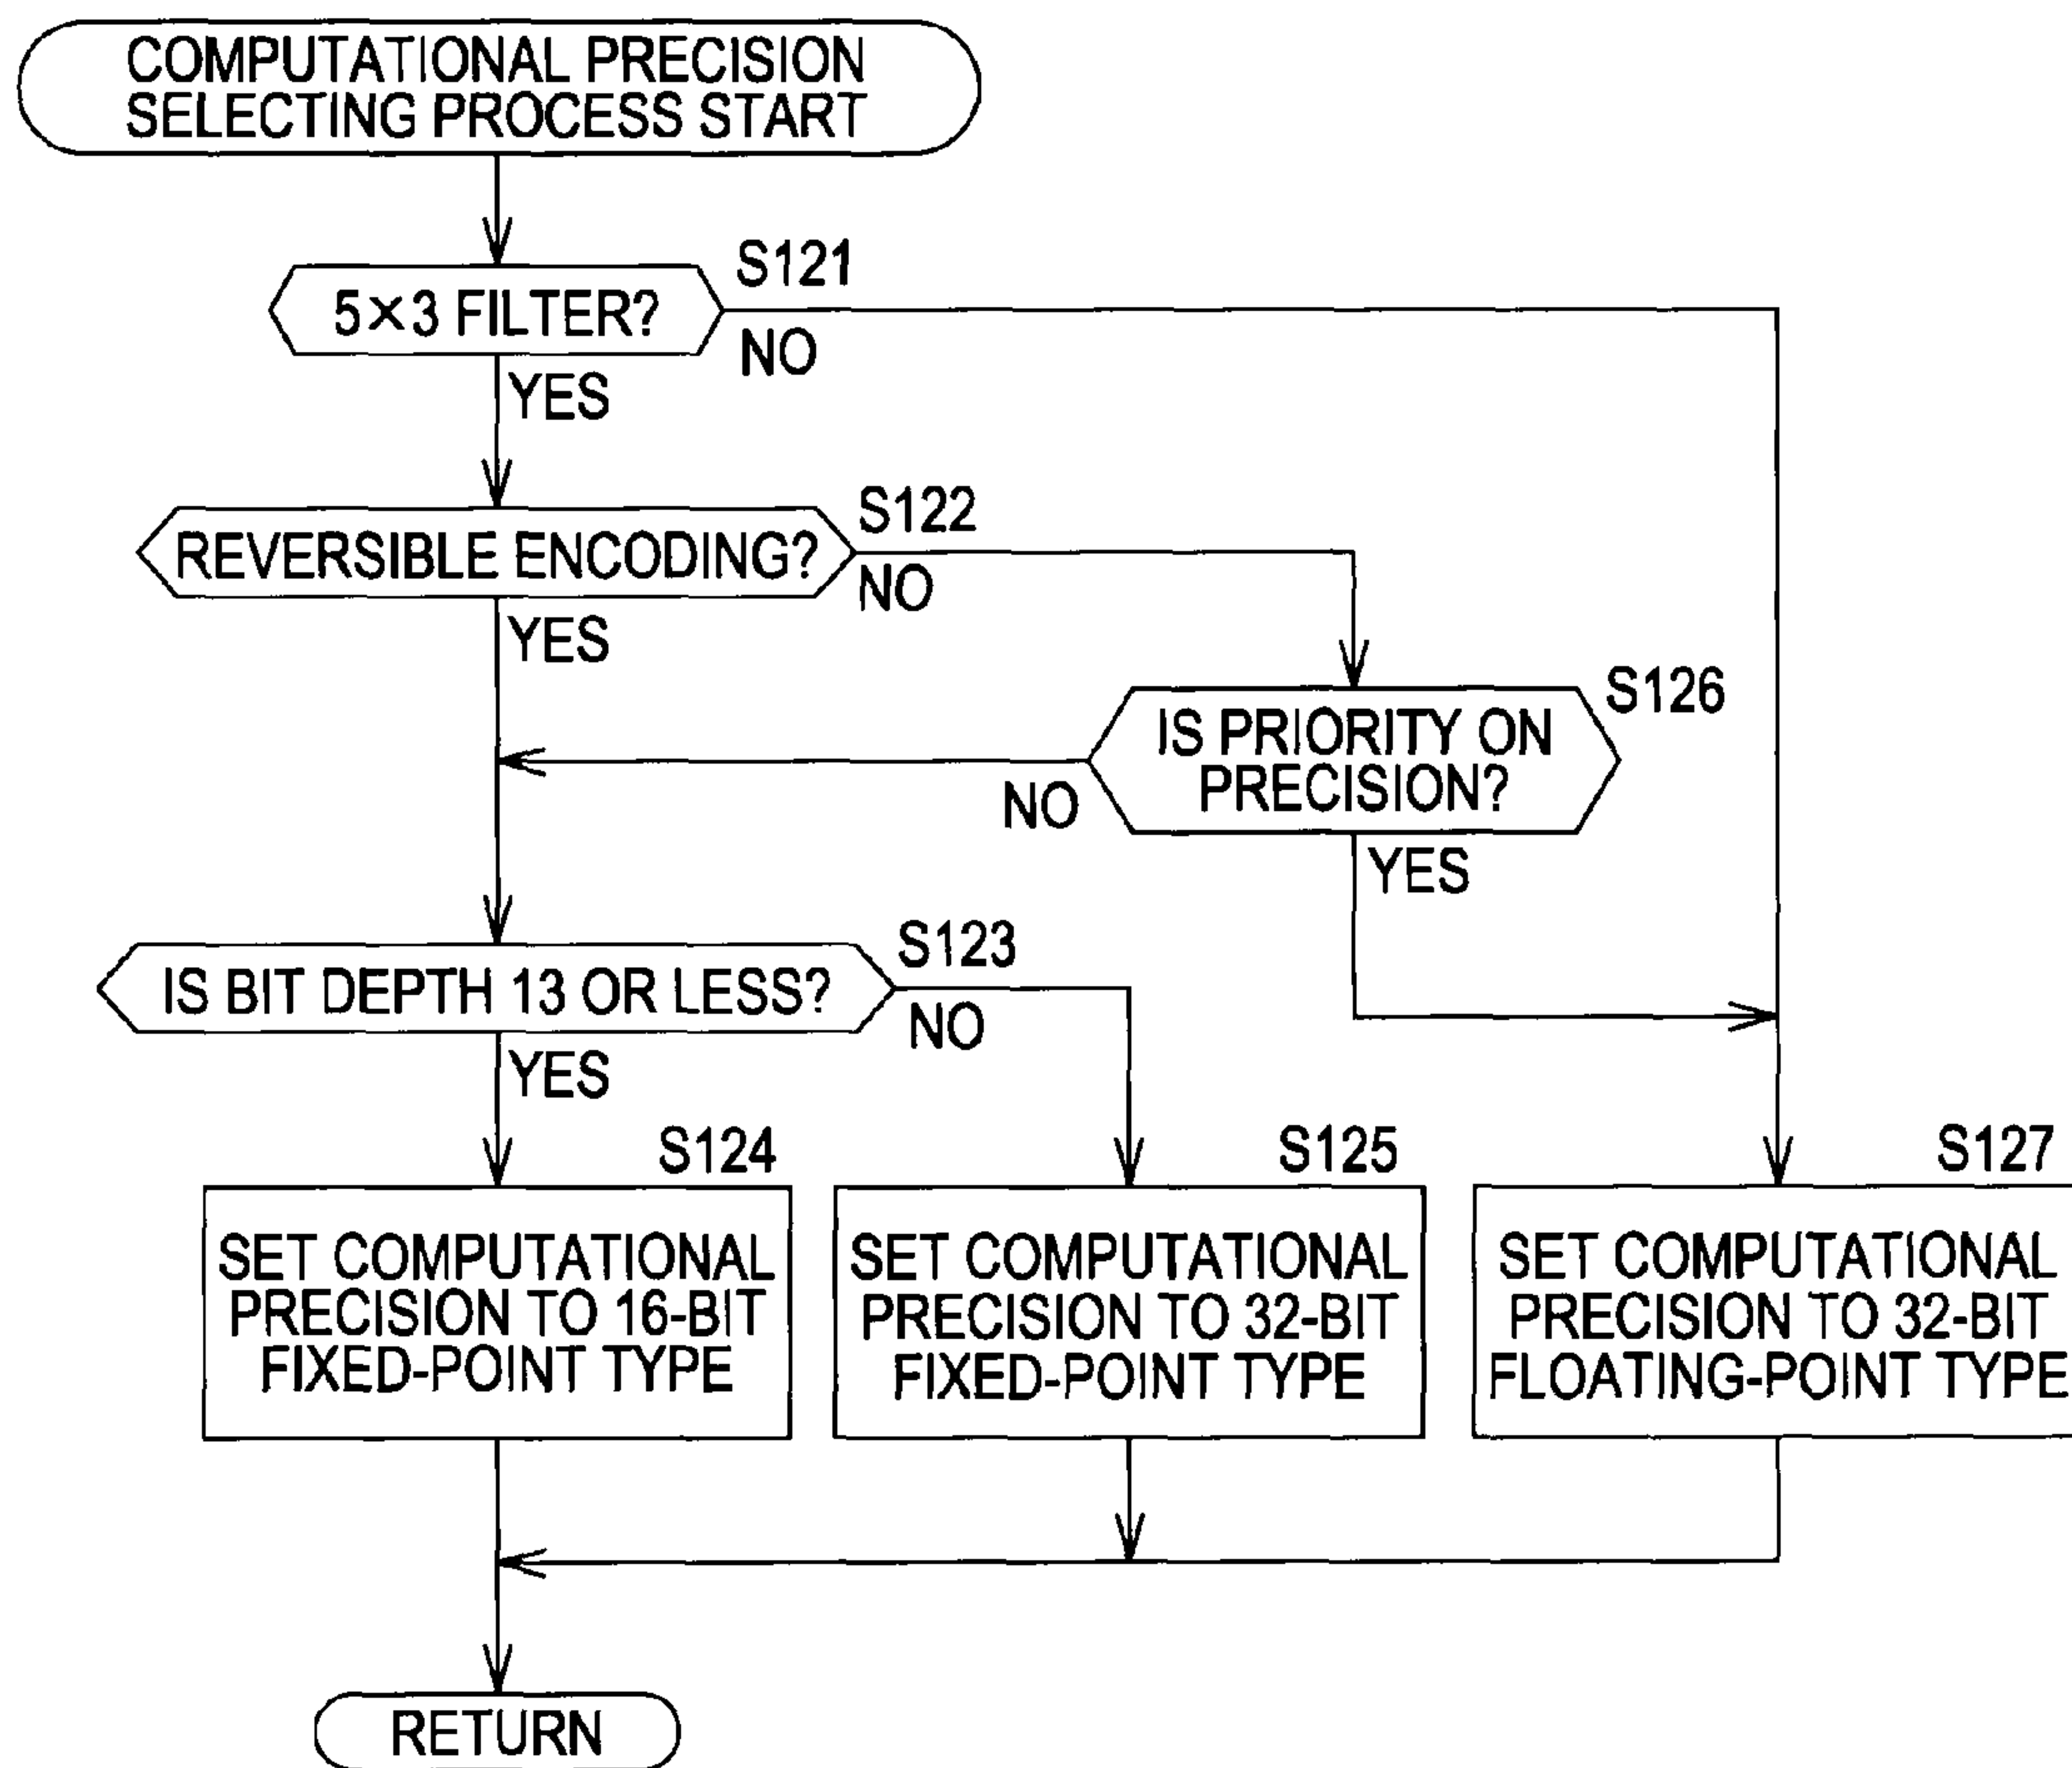 COMPUTATIONAL PRECISION
SELECTING PROCESS START
S121
5×3 FILTER?
NO
YES
S122
REVERSIBLE ENCODING?
NO
YES
S126
IS PRIORITY ON
PRECISION?
NO
YES
S123
IS BIT DEPTH 13 OR LESS?
NO
YES
S124
SET COMPUTATIONAL
PRECISION TO 16-BIT
FIXED-POINT TYPE
S125
SET COMPUTATIONAL
PRECISION TO 32-BIT
FIXED-POINT TYPE
S127
SET COMPUTATIONAL
PRECISION TO 32-BIT
FLOATING-POINT TYPE
RETURN